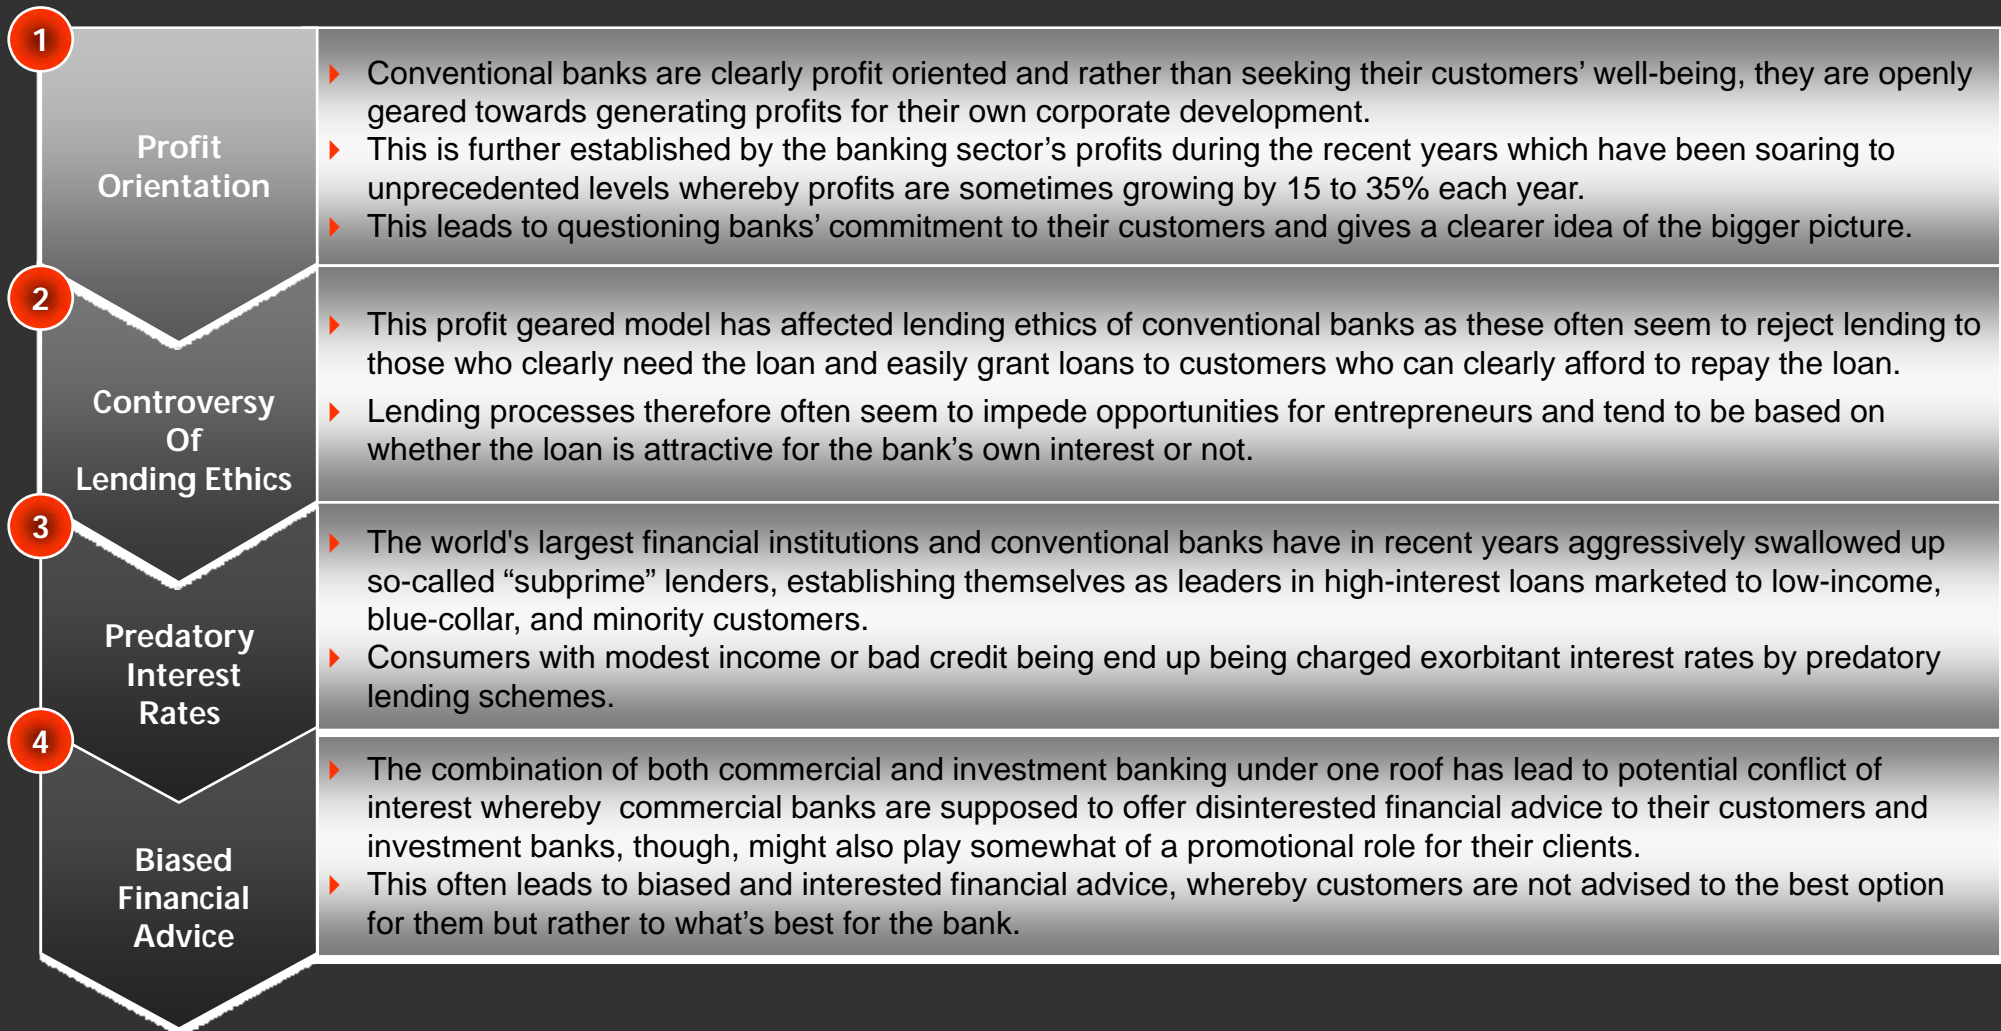 1
Profit
Orientation
Conventional banks are clearly profit oriented and rather than seeking their customers’ well-being, they are openly
geared towards generating profits for their own corporate development.
This is further established by the banking sector’s profits during the recent years which have been soaring to
unprecedented levels whereby profits are sometimes growing by 15 to 35% each year.
This leads to questioning banks’ commitment to their customers and gives a clearer idea of the bigger picture.
2
Controversy
Of
Lending Ethics
This profit geared model has affected lending ethics of conventional banks as these often seem to reject lending to
those who clearly need the loan and easily grant loans to customers who can clearly afford to repay the loan.
Lending processes therefore often seem to impede opportunities for entrepreneurs and tend to be based on
whether the loan is attractive for the bank’s own interest or not.
3
Predatory
Interest
Rates
The world's largest financial institutions and conventional banks have in recent years aggressively swallowed up
so-called “subprime” lenders, establishing themselves as leaders in high-interest loans marketed to low-income,
blue-collar, and minority customers.
Consumers with modest income or bad credit being end up being charged exorbitant interest rates by predatory
lending schemes.
4
Biased
Financial
Advice
The combination of both commercial and investment banking under one roof has lead to potential conflict of
interest whereby  commercial banks are supposed to offer disinterested financial advice to their customers and
investment banks, though, might also play somewhat of a promotional role for their clients.
This often leads to biased and interested financial advice, whereby customers are not advised to the best option
for them but rather to what’s best for the bank.